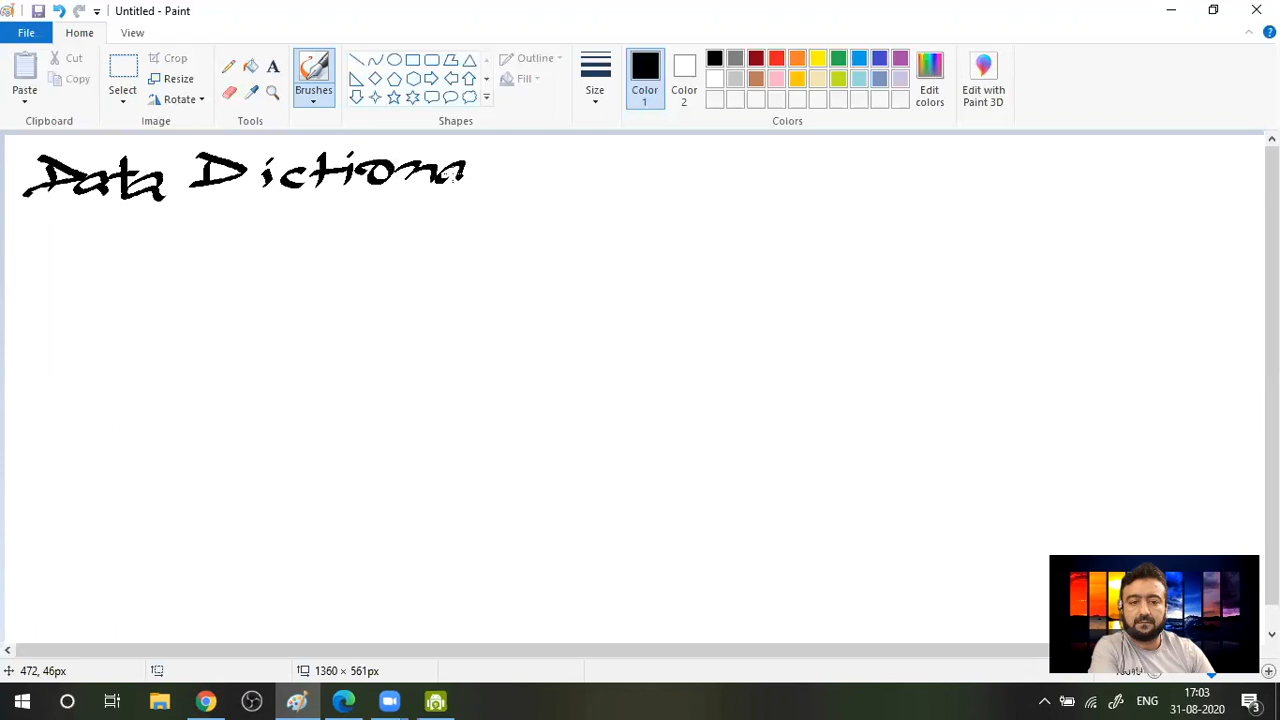 Untitled - Paint
File Home View
Paste Cut Copy Select Crop Resize Rotate Brushes Outline Fill Size Color 1 Color 2 Edit colors Edit with Paint 3D
Clipboard Image Tools Shapes Colors
Data Dictiona
472, 46px 1360 × 561px
ENG 17:03 31-08-2020 3